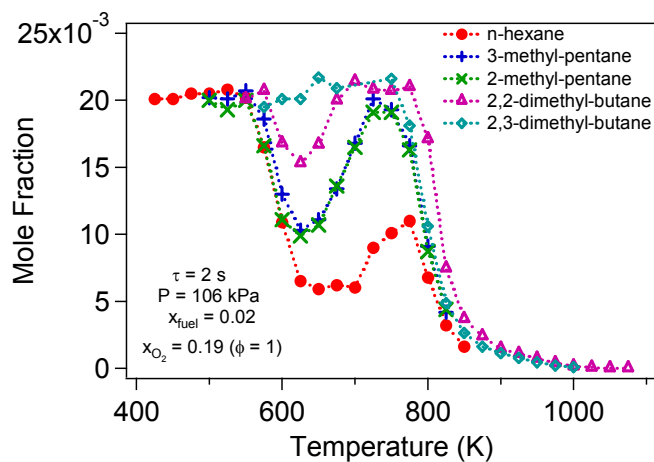 25x10⁻³
20
15
10
5
0
Mole Fraction
400
600
800
1000
Temperature (K)
n-hexane
3-methyl-pentane
2-methyl-pentane
2,2-dimethyl-butane
2,3-dimethyl-butane
τ = 2 s
P = 106 kPa
x_fuel = 0.02
x_O₂ = 0.19 (ϕ = 1)